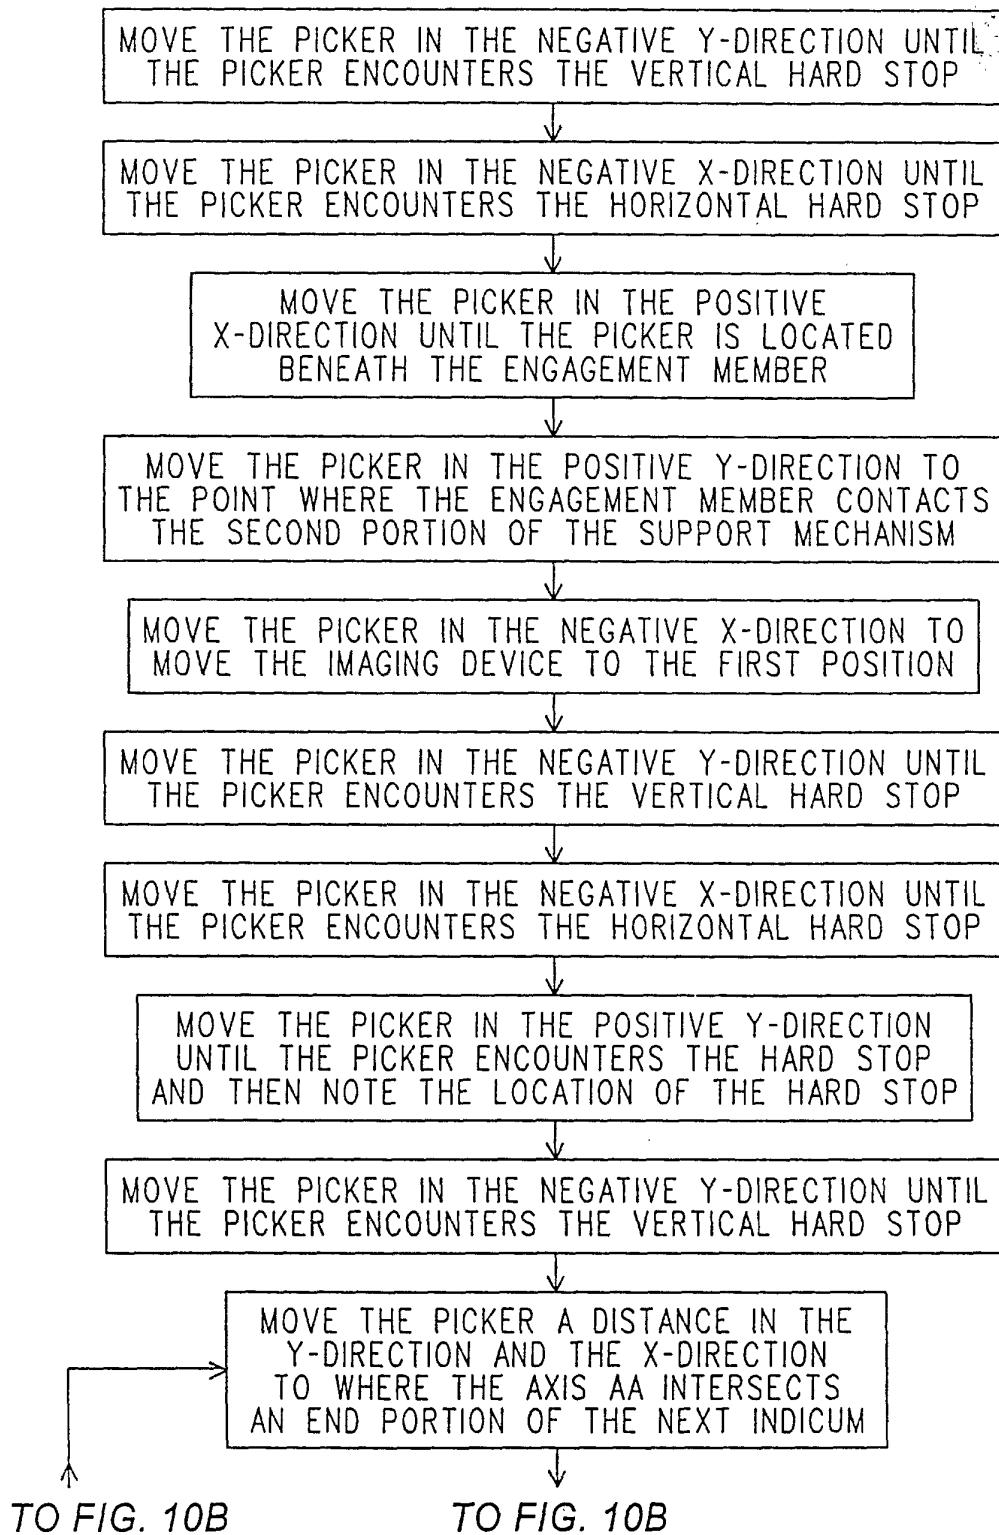 MOVE THE PICKER IN THE NEGATIVE Y-DIRECTION UNTIL
THE PICKER ENCOUNTERS THE VERTICAL HARD STOP
MOVE THE PICKER IN THE NEGATIVE X-DIRECTION UNTIL
THE PICKER ENCOUNTERS THE HORIZONTAL HARD STOP
MOVE THE PICKER IN THE POSITIVE
X-DIRECTION UNTIL THE PICKER IS LOCATED
BENEATH THE ENGAGEMENT MEMBER
MOVE THE PICKER IN THE POSITIVE Y-DIRECTION TO
THE POINT WHERE THE ENGAGEMENT MEMBER CONTACTS
THE SECOND PORTION OF THE SUPPORT MECHANISM
MOVE THE PICKER IN THE NEGATIVE X-DIRECTION TO
MOVE THE IMAGING DEVICE TO THE FIRST POSITION
MOVE THE PICKER IN THE NEGATIVE Y-DIRECTION UNTIL
THE PICKER ENCOUNTERS THE VERTICAL HARD STOP
MOVE THE PICKER IN THE NEGATIVE X-DIRECTION UNTIL
THE PICKER ENCOUNTERS THE HORIZONTAL HARD STOP
MOVE THE PICKER IN THE POSITIVE Y-DIRECTION
UNTIL THE PICKER ENCOUNTERS THE HARD STOP
AND THEN NOTE THE LOCATION OF THE HARD STOP
MOVE THE PICKER IN THE NEGATIVE Y-DIRECTION UNTIL
THE PICKER ENCOUNTERS THE VERTICAL HARD STOP
MOVE THE PICKER A DISTANCE IN THE
Y-DIRECTION AND THE X-DIRECTION
TO WHERE THE AXIS AA INTERSECTS
AN END PORTION OF THE NEXT INDICUM
TO FIG. 10B
TO FIG. 10B